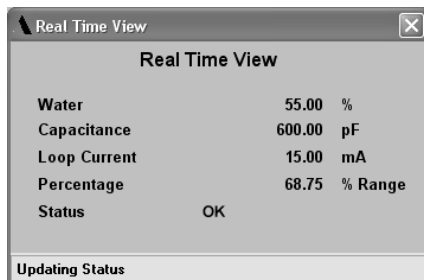 Real Time View
Real Time View
Water 55.00 %
Capacitance 600.00 pF
Loop Current 15.00 mA
Percentage 68.75 % Range
Status OK
Updating Status